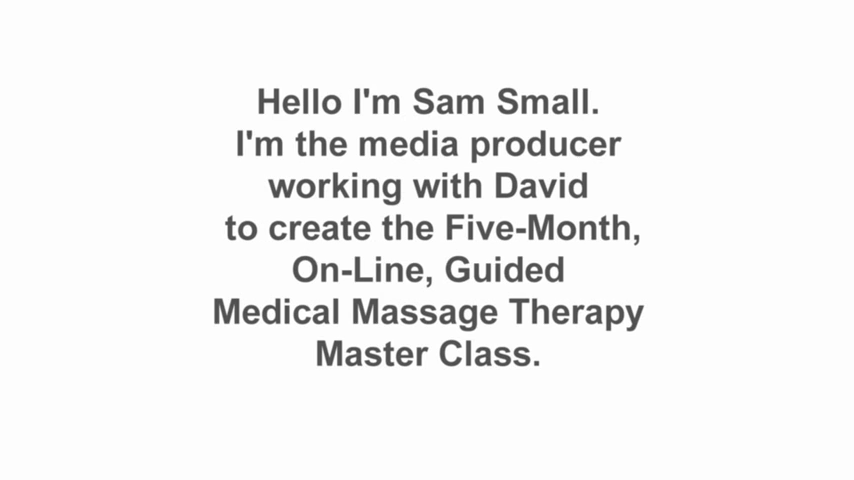 Hello I'm Sam Small.
I'm the media producer
working with David
to create the Five-Month,
On-Line, Guided
Medical Massage Therapy
Master Class.